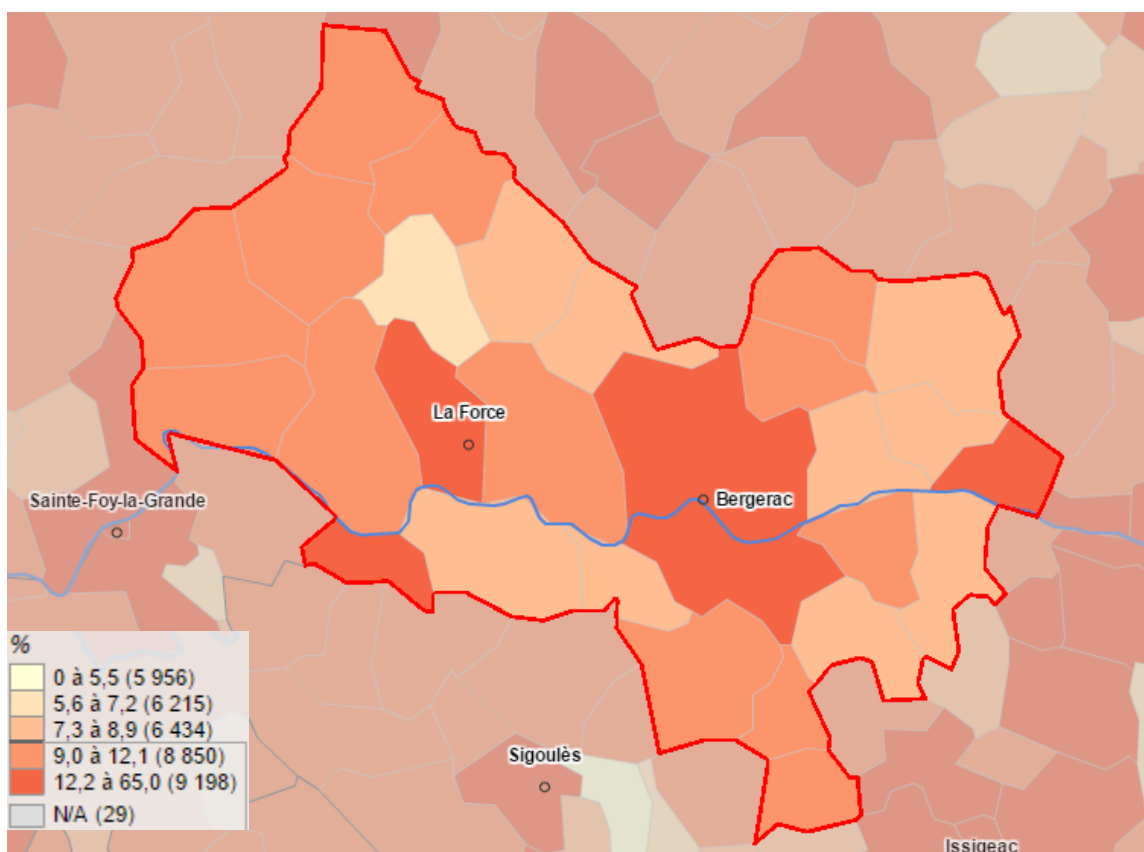 La Force
Sainte-Foy-la-Grande
Bergerac
%
0 à 5,5 (5 956)
5,6 à 7,2 (6 215)
7,3 à 8,9 (6 434)
9,0 à 12,1 (8 850)
12,2 à 65,0 (9 198)
N/A (29)
Sigoulès
Issigeac